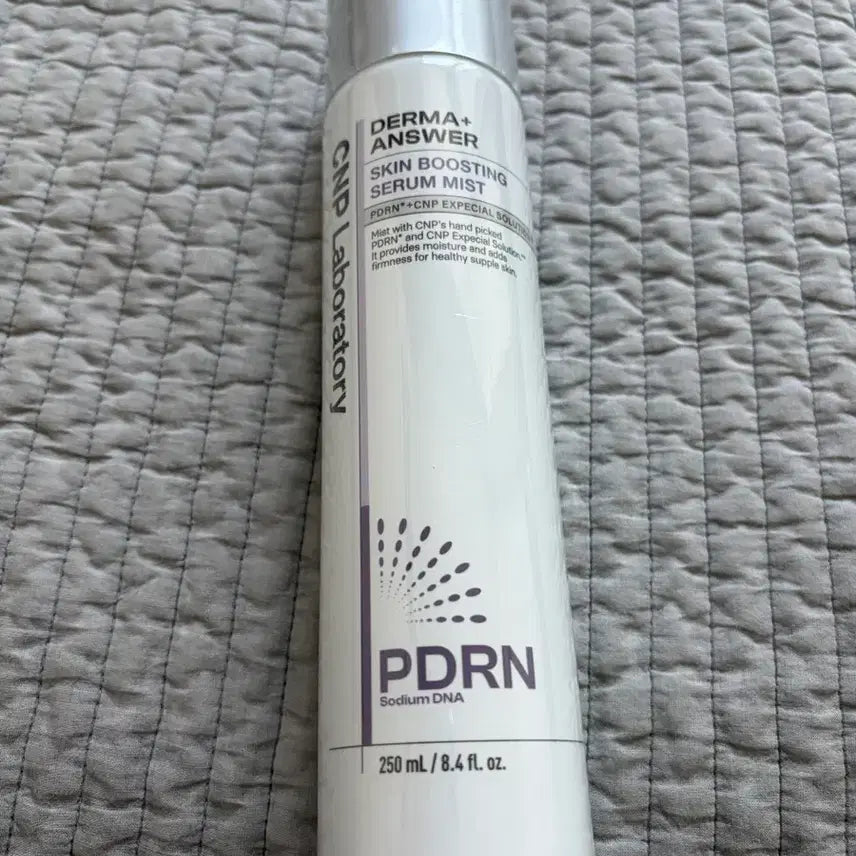 CNP Laboratory
DERMA+
ANSWER
SKIN BOOSTING
SERUM MIST
PDRN*+CNP EXPECIAL
Mist with CNP's hand picked
PDRN* and CNP Expecial Solution.**
It provides moisture and adds
firmness for healthy supple skin.
PDRN
Sodium DNA
250 mL / 8.4 fl. oz.